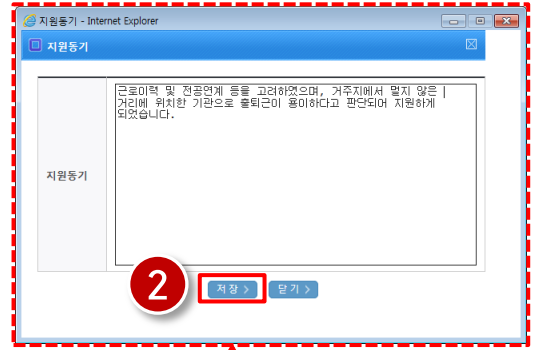 지원동기 - Internet Explorer
지원동기
근로이력 및 전공연계 등을 고려하였으며, 거주지에서 멀지 않은
거리에 위치한 기관으로 출퇴근이 용이하다고 판단되어 지원하게
되었습니다.
지원동기
2
저장 >
닫기 >